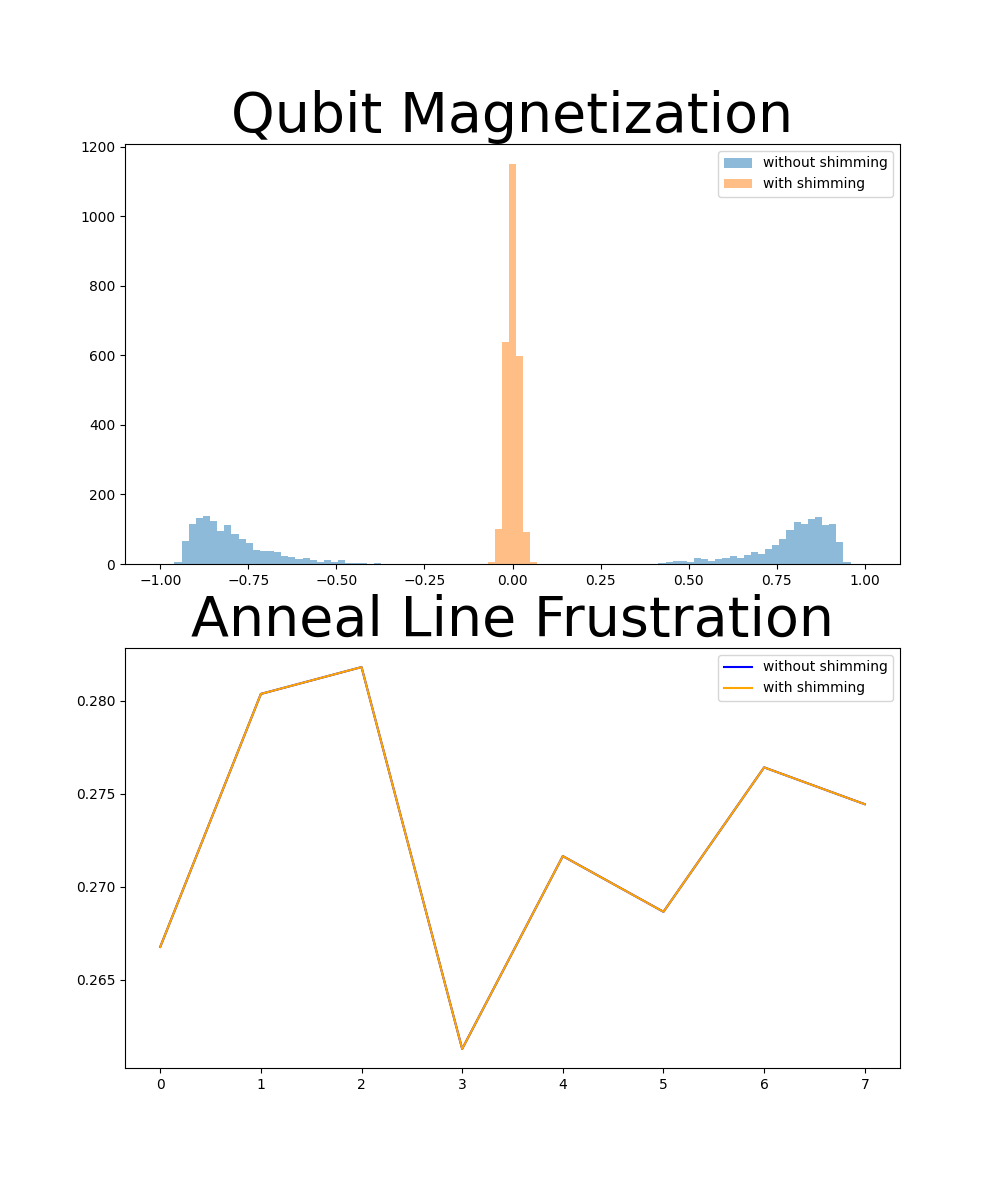 Qubit Magnetization
1200
1000
800
600
400
200
0
without shimming
with shimming
−1.00 −0.75 −0.50 −0.25 0.00 0.25 0.50 0.75 1.00
Anneal Line Frustration
0.280
0.275
0.270
0.265
without shimming
with shimming
0 1 2 3 4 5 6 7